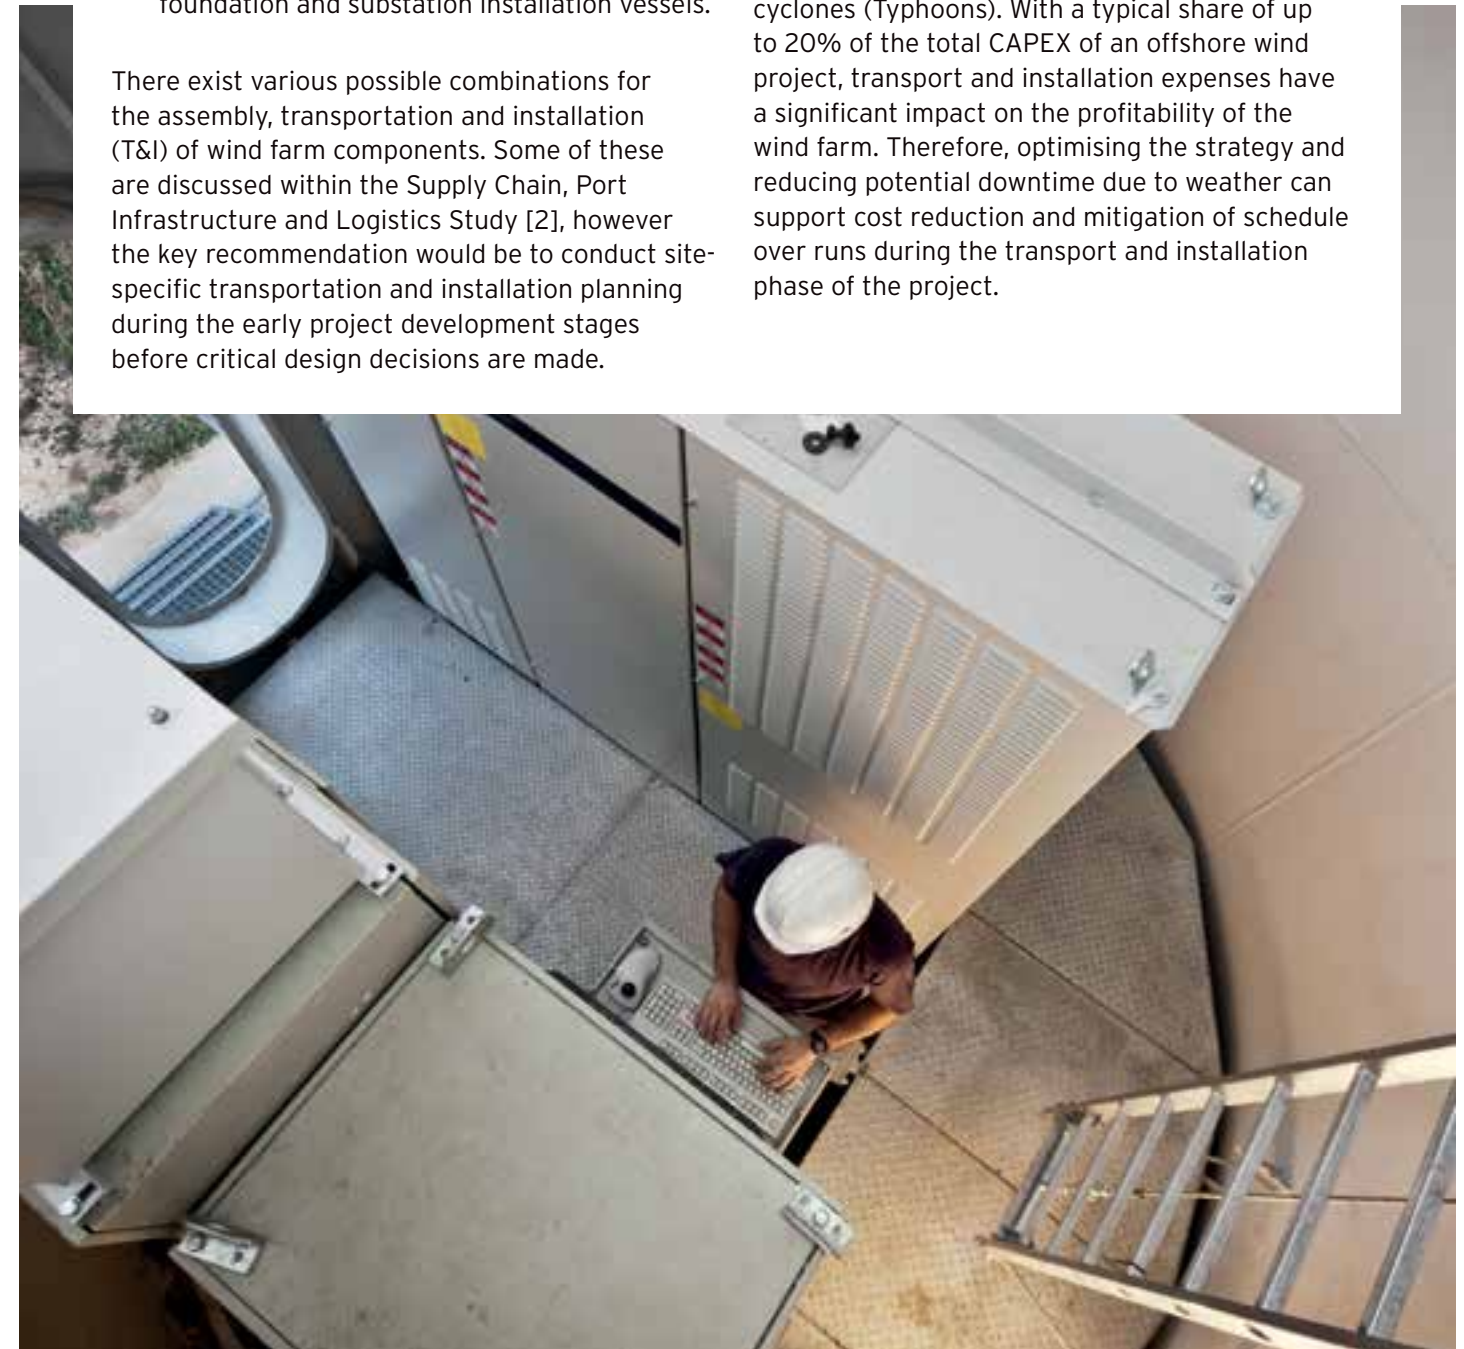 foundation and substation installation vessels.
There exist various possible combinations for
the assembly, transportation and installation
(T&I) of wind farm components. Some of these
are discussed within the Supply Chain, Port
Infrastructure and Logistics Study [2], however
the key recommendation would be to conduct site-
specific transportation and installation planning
during the early project development stages
before critical design decisions are made.
cyclones (Typhoons). With a typical share of up
to 20% of the total CAPEX of an offshore wind
project, transport and installation expenses have
a significant impact on the profitability of the
wind farm. Therefore, optimising the strategy and
reducing potential downtime due to weather can
support cost reduction and mitigation of schedule
over runs during the transport and installation
phase of the project.